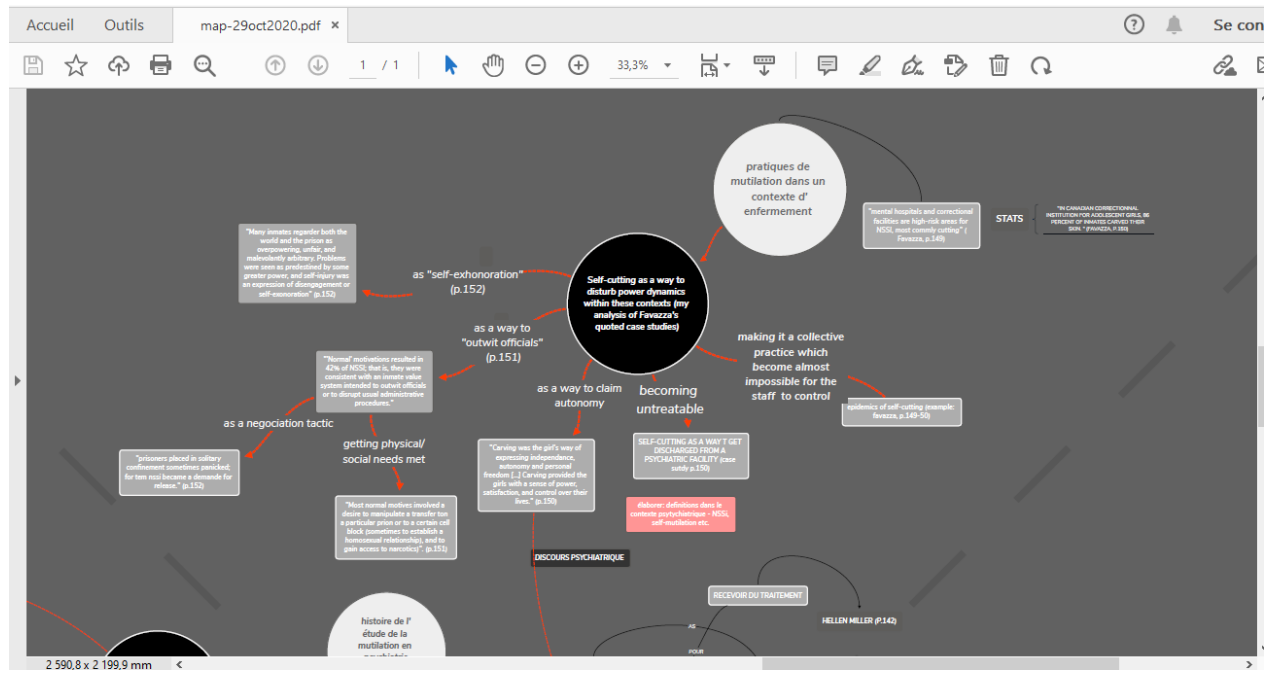 Accueil
Outils
map-29oct2020.pdf ×
Se con
1 / 1
33,3%
pratiques de
mutilation dans un
contexte d'
enfermement
"mental hospitals and correctional
facilities are high-risk areas for
NSSI, most commly cutting" (
Favazza, p.149)
STATS
"IN CANADIAN CORRECTIONNAL
INSTITUTION FOR ADOLESCENT GIRLS, 86
PERCENT OF INMATES CARVED THEIR
SKIN. " (FAVAZZA, P.150)
"Many inmates regarder both the
world and the prison as
overpowering, unfair, and
malevolantly arbitrary. Problems
were seen as predestined by some
greater power, and self-injury was
an expression of disengagement or
self-exonoration" (p.152)
as "self-exhonoration"
(p.152)
Self-cutting as a way to
disturb power dynamics
within these contexts (my
analysis of Favazza's
quoted case studies)
as a way to
"outwit officials"
(p.151)
making it a collective
practice which
become almost
impossible for the
staff to control
"'Normal' motivations resulted in
42% of NSSI; that is, they were
consistent with an inmate value
system intended to outwit officials
or to disrupt usual administrative
procedures."
as a way to claim
autonomy
becoming
untreatable
epidemics of self-cutting (example:
favazza, p.149-50)
as a negociation tactic
getting physical/
social needs met
"prisoners placed in solitary
confinement sometimes panicked;
for tem nssi became a demande for
release." (p.152)
"Carving was the girl's way of
expressing independance,
autonomy and personal
freedom [...] Carving provided the
girls with a sense of power,
satisfaction, and control over their
lives." (p.150)
SELF-CUTTING AS A WAY T GET
DISCHARGED FROM A
PSYCHIATRIC FACILITY (case
sutdy p.150)
"Most normal motives involved a
desire to manipulate a transfer ton
a particular prion or to a certain cell
block (sometimes to establish a
homosexual relationship), and to
gain access to narcotics)". (p.151)
élaborer: definitions dans le
contexte psytychiatrique - NSSI,
self-mutilation etc.
DISCOURS PSYCHIATRIQUE
RECEVOIR DU TRAITEMENT
HELLEN MILLER (P.142)
AS
POUR
histoire de l'
étude de la
mutilation en
2 590,8 x 2 199,9 mm